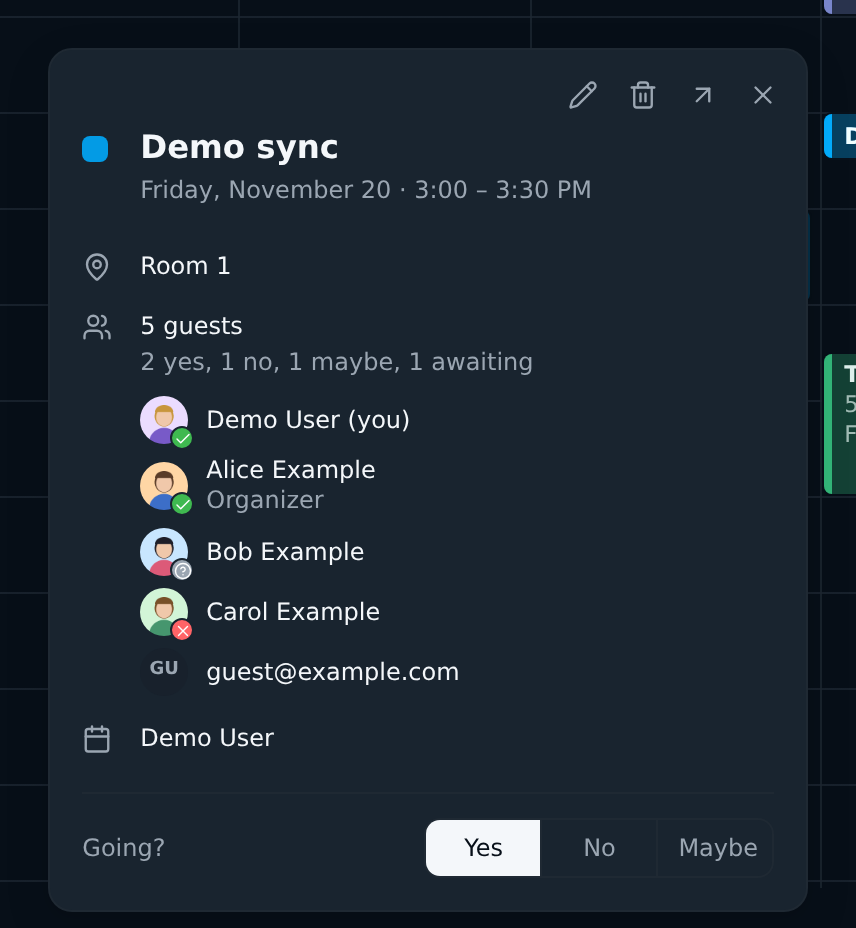 Demo sync
Friday, November 20 · 3:00 – 3:30 PM
Room 1
5 guests
2 yes, 1 no, 1 maybe, 1 awaiting
Demo User (you)
Alice Example
Organizer
Bob Example
Carol Example
GU
guest@example.com
Demo User
Going?
Yes
No
Maybe